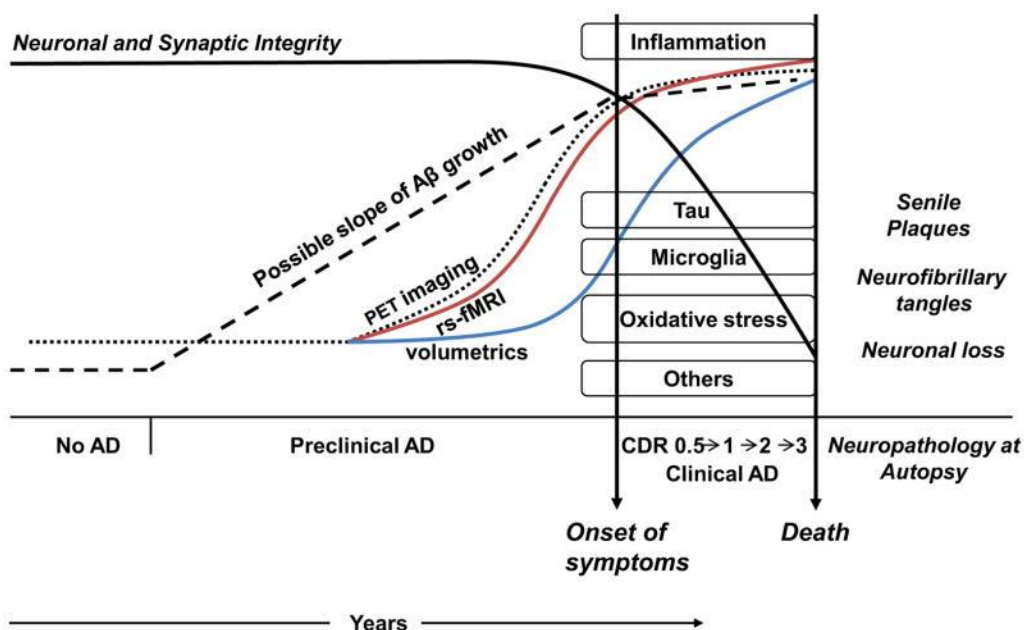 Neuronal and Synaptic Integrity
Inflammation
Possible slope of Aβ growth
PET imaging
rs-fMRI
volumetrics
Tau
Microglia
Oxidative stress
Others
Senile
Plaques
Neurofibrillary
tangles
Neuronal loss
No AD
Preclinical AD
CDR 0.5→1→2→3
Clinical AD
Neuropathology at
Autopsy
Onset of
symptoms
Death
Years